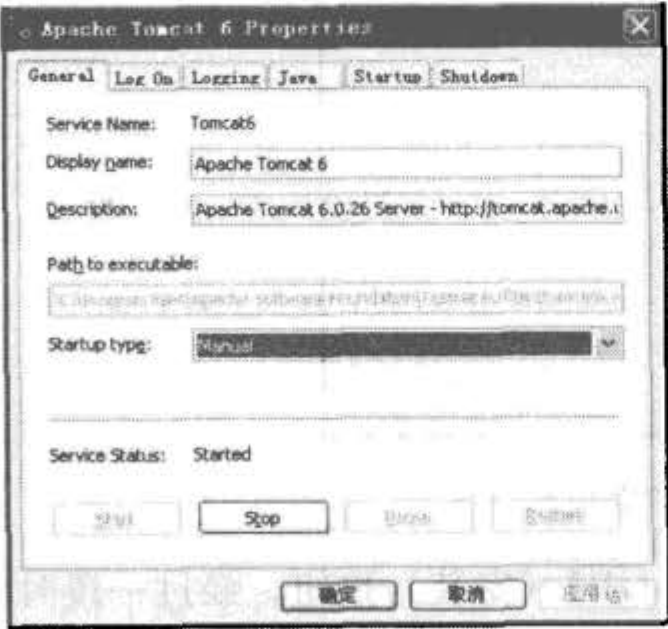 Apache Tomcat 6 Properties
General Log On Logging Java Startup Shutdown
Service Name: Tomcat6
Display name: Apache Tomcat 6
Description: Apache Tomcat 6.0.26 Server - http://tomcat.apache.
Path to executable:
Startup type: Manual
Service Status: Started
Start Stop Pause Restart
确定 取消 应用(A)